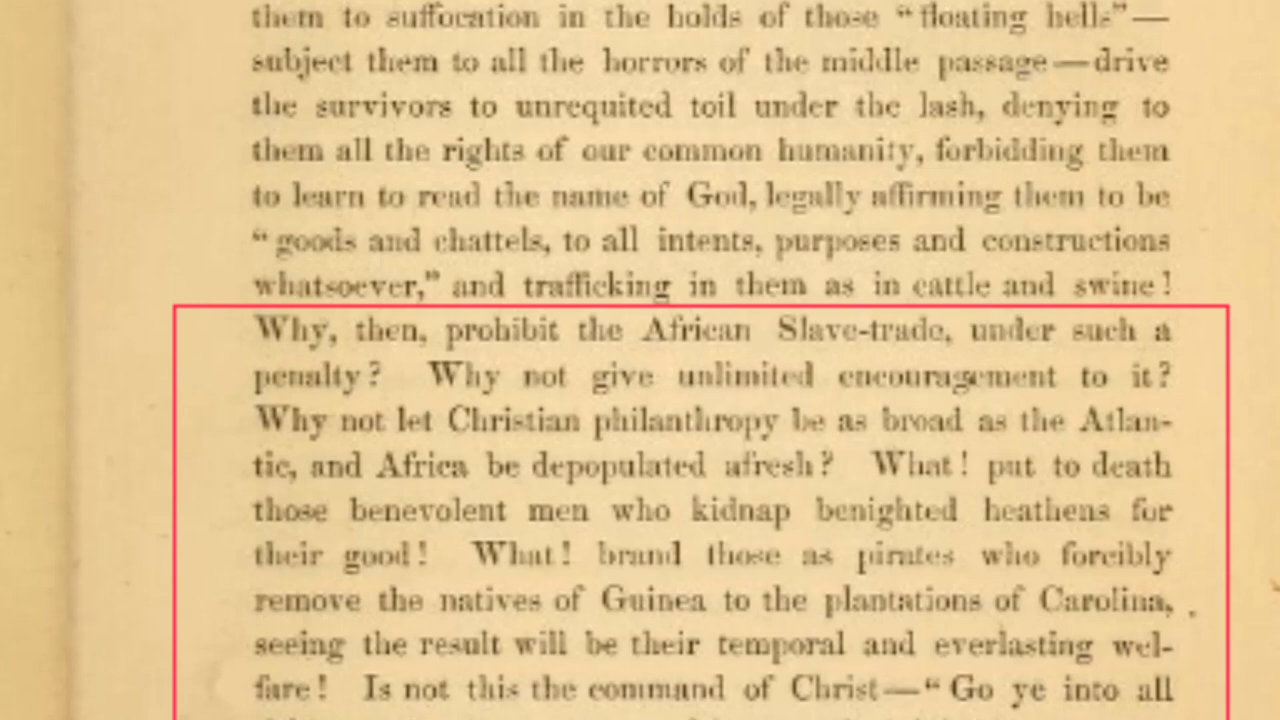 them to suffocation in the holds of those “floating hells”—
subject them to all the horrors of the middle passage—drive
the survivors to unrequited toil under the lash, denying to
them all the rights of our common humanity, forbidding them
to learn to read the name of God, legally affirming them to be
“goods and chattels, to all intents, purposes and constructions
whatsoever,” and trafficking in them as in cattle and swine!
Why, then, prohibit the African Slave-trade, under such a
penalty? Why not give unlimited encouragement to it?
Why not let Christian philanthropy be as broad as the Atlan-
tic, and Africa be depopulated afresh? What! put to death
those benevolent men who kidnap benighted heathens for
their good! What! brand those as pirates who forcibly
remove the natives of Guinea to the plantations of Carolina,
seeing the result will be their temporal and everlasting wel-
fare! Is not this the command of Christ—“Go ye into all